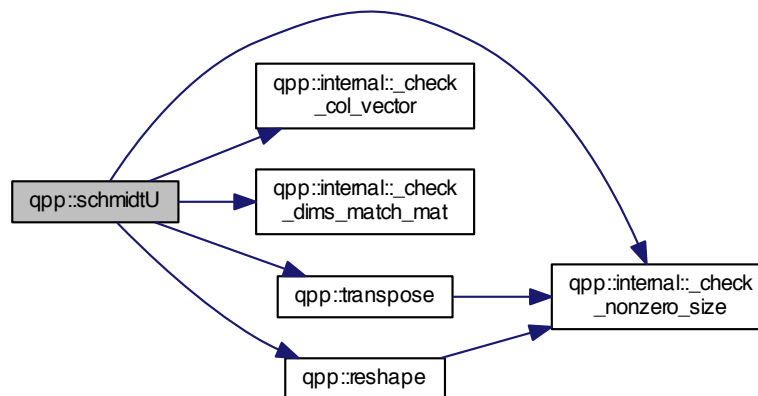 qpp::schmidtU
qpp::internal::_check
_col_vector
qpp::internal::_check
_dims_match_mat
qpp::transpose
qpp::reshape
qpp::internal::_check
_nonzero_size